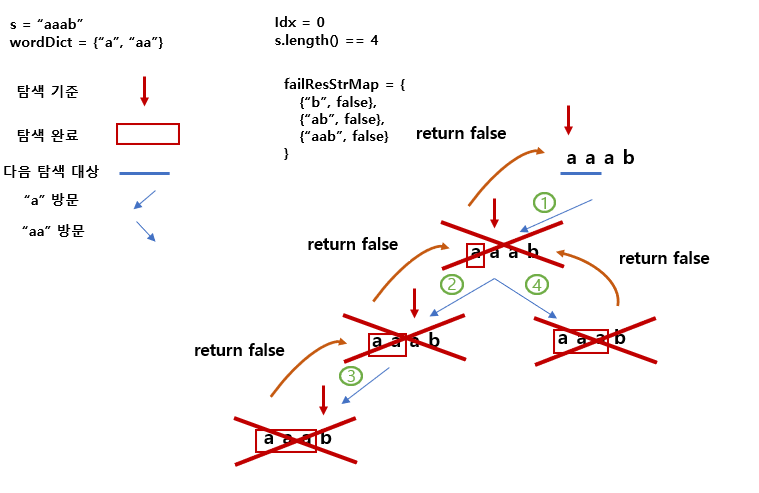 s = “aaab”
wordDict = {“a”, “aa”}
Idx = 0
s.length() == 4
탐색 기준
탐색 완료
다음 탐색 대상
“a” 방문
“aa” 방문
failResStrMap = {
{“b”, false},
{“ab”, false},
{“aab”, false}
}
return false
a a a b
①
return false
a a a b
return false
②
④
a a a b
a a a b
return false
③
a a a b